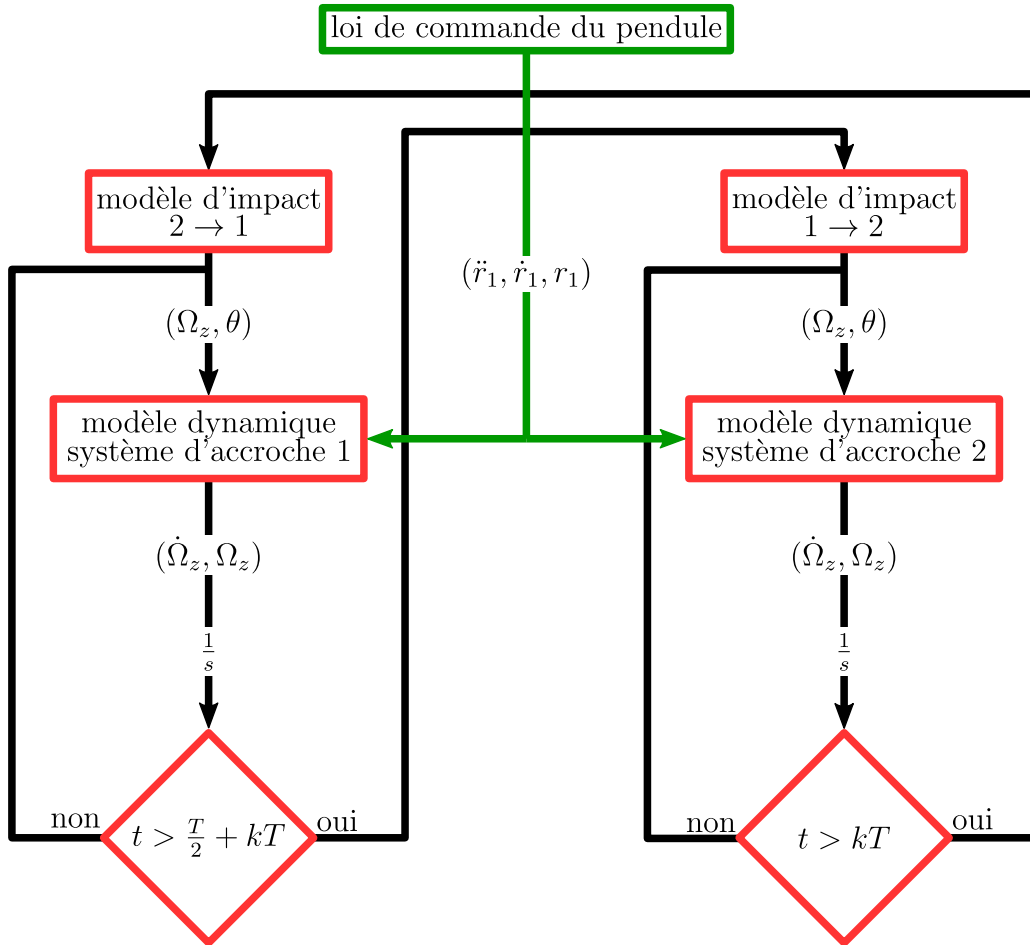 loi de commande du pendule
modèle d'impact
2 → 1
modèle d'impact
1 → 2
(r̈₁, ṙ₁, r₁)
(Ω_z, θ)
(Ω_z, θ)
modèle dynamique
système d'accroche 1
modèle dynamique
système d'accroche 2
(Ω̇_z, Ω_z)
(Ω̇_z, Ω_z)
1/s
1/s
non
t > T/2 + kT
oui
non
t > kT
oui